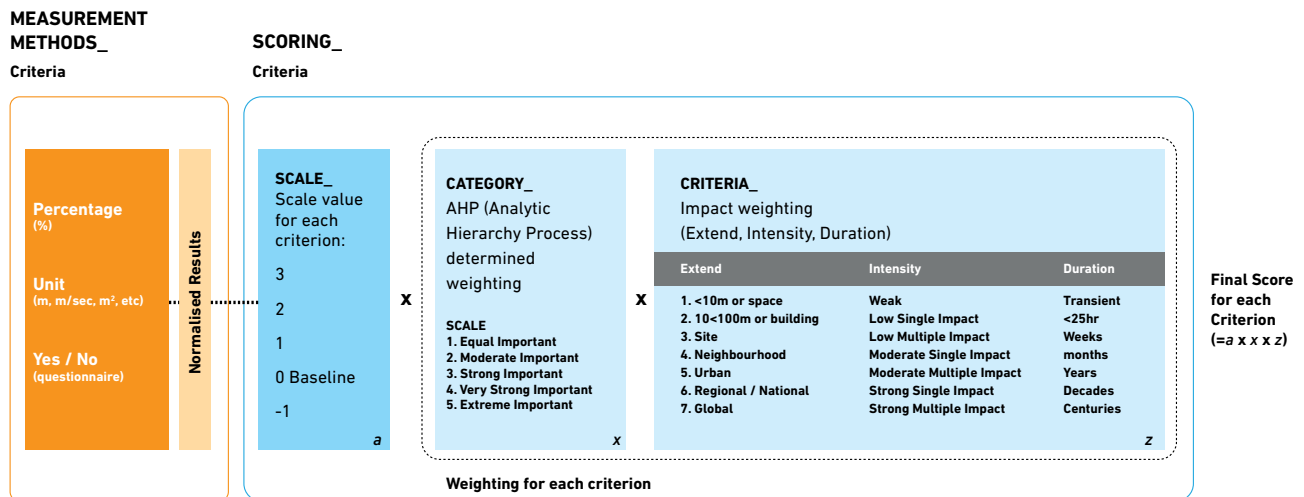 MEASUREMENT
METHODS_
Criteria
SCORING_
Criteria
Percentage
(%)
Unit
(m, m/sec, m², etc)
Yes / No
(questionnaire)
Normalised Results
SCALE_
Scale value
for each
criterion:
3
2
1
0 Baseline
-1
a
x
CATEGORY_
AHP (Analytic
Hierarchy Process)
determined
weighting
SCALE
1. Equal Important
2. Moderate Important
3. Strong Important
4. Very Strong Important
5. Extreme Important
x
x
CRITERIA_
Impact weighting
(Extend, Intensity, Duration)
Extend Intensity Duration
1. <10m or space Weak Transient
2. 10<100m or building Low Single Impact <25hr
3. Site Low Multiple Impact Weeks
4. Neighbourhood Moderate Single Impact months
5. Urban Moderate Multiple Impact Years
6. Regional / National Strong Single Impact Decades
7. Global Strong Multiple Impact Centuries
z
Weighting for each criterion
Final Score
for each
Criterion
(=a x x x z)